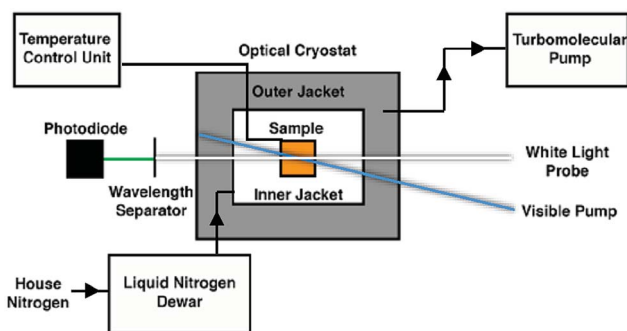 Temperature
Control Unit
Optical Cryostat
Turbomolecular
Pump
Outer Jacket
Photodiode
Sample
White Light
Probe
Wavelength
Separator
Inner Jacket
Visible Pump
House
Nitrogen
Liquid Nitrogen
Dewar